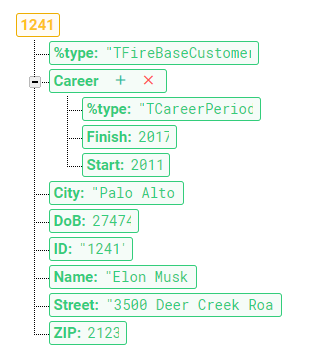 1241
%type: "TFireBaseCustomer
Career + ×
%type: "TCareerPeriod
Finish: 2017
Start: 2011
City: "Palo Alto
DoB: 27474
ID: "1241"
Name: "Elon Musk
Street: "3500 Deer Creek Roa
ZIP: 2123